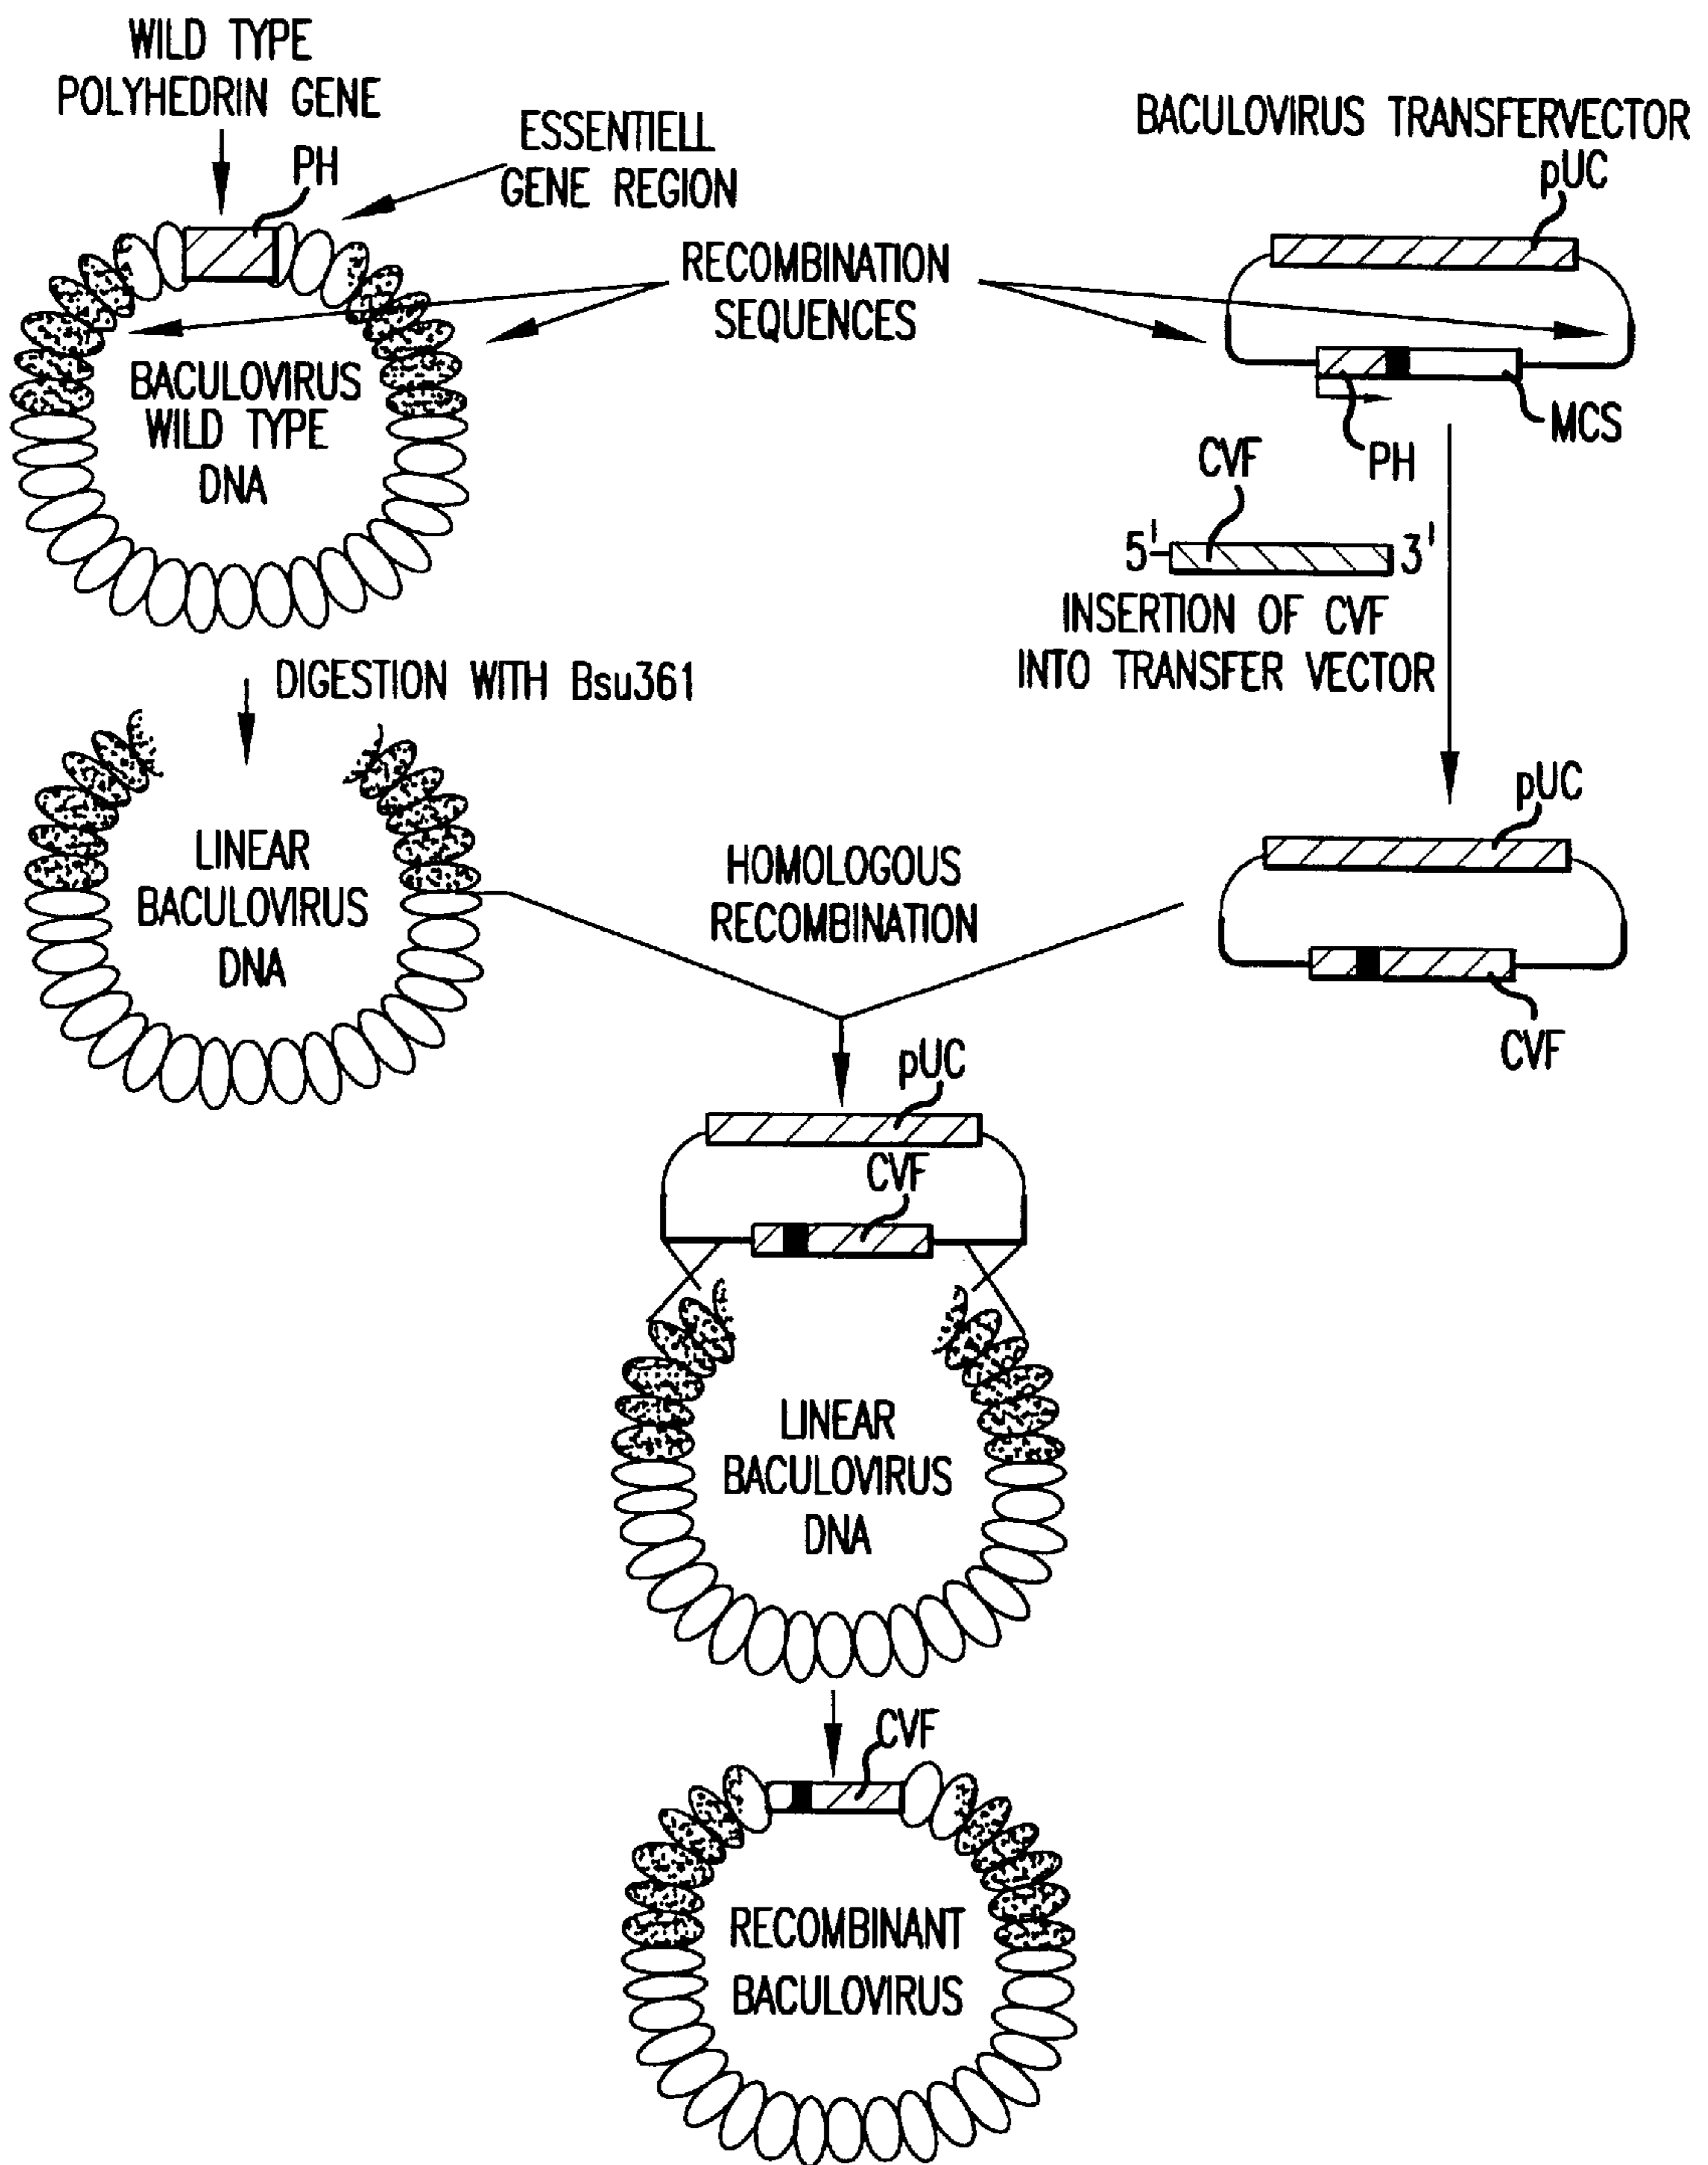 WILD TYPE
POLYHEDRIN GENE
PH
ESSENTIELL
GENE REGION
BACULOVIRUS TRANSFERVECTOR
pUC
RECOMBINATION
SEQUENCES
BACULOVIRUS
WILD TYPE
DNA
MCS
PH
CVF
5' 3'
INSERTION OF CVF
INTO TRANSFER VECTOR
DIGESTION WITH Bsu361
LINEAR
BACULOVIRUS
DNA
HOMOLOGOUS
RECOMBINATION
pUC
CVF
pUC
CVF
LINEAR
BACULOVIRUS
DNA
CVF
RECOMBINANT
BACULOVIRUS